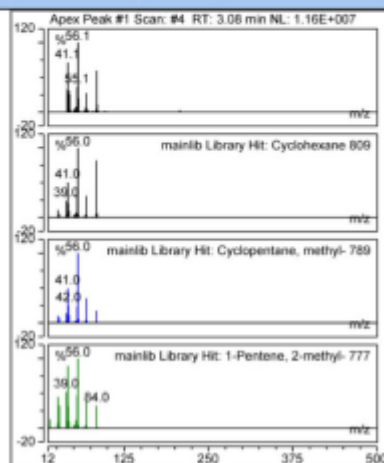 Apex Peak #1 Scan: #4 RT: 3.08 min NL: 1.16E+007
120
%
56.1
41.1
55.1
-20
m/z
120
%
56.0
mainlib Library Hit: Cyclohexane 809
41.0
39.0
-20
m/z
120
%
56.0
mainlib Library Hit: Cyclopentane, methyl- 789
41.0
42.0
-20
m/z
120
%
56.0
mainlib Library Hit: 1-Pentene, 2-methyl- 777
39.0
84.0
-20
m/z
12 125 250 375 500